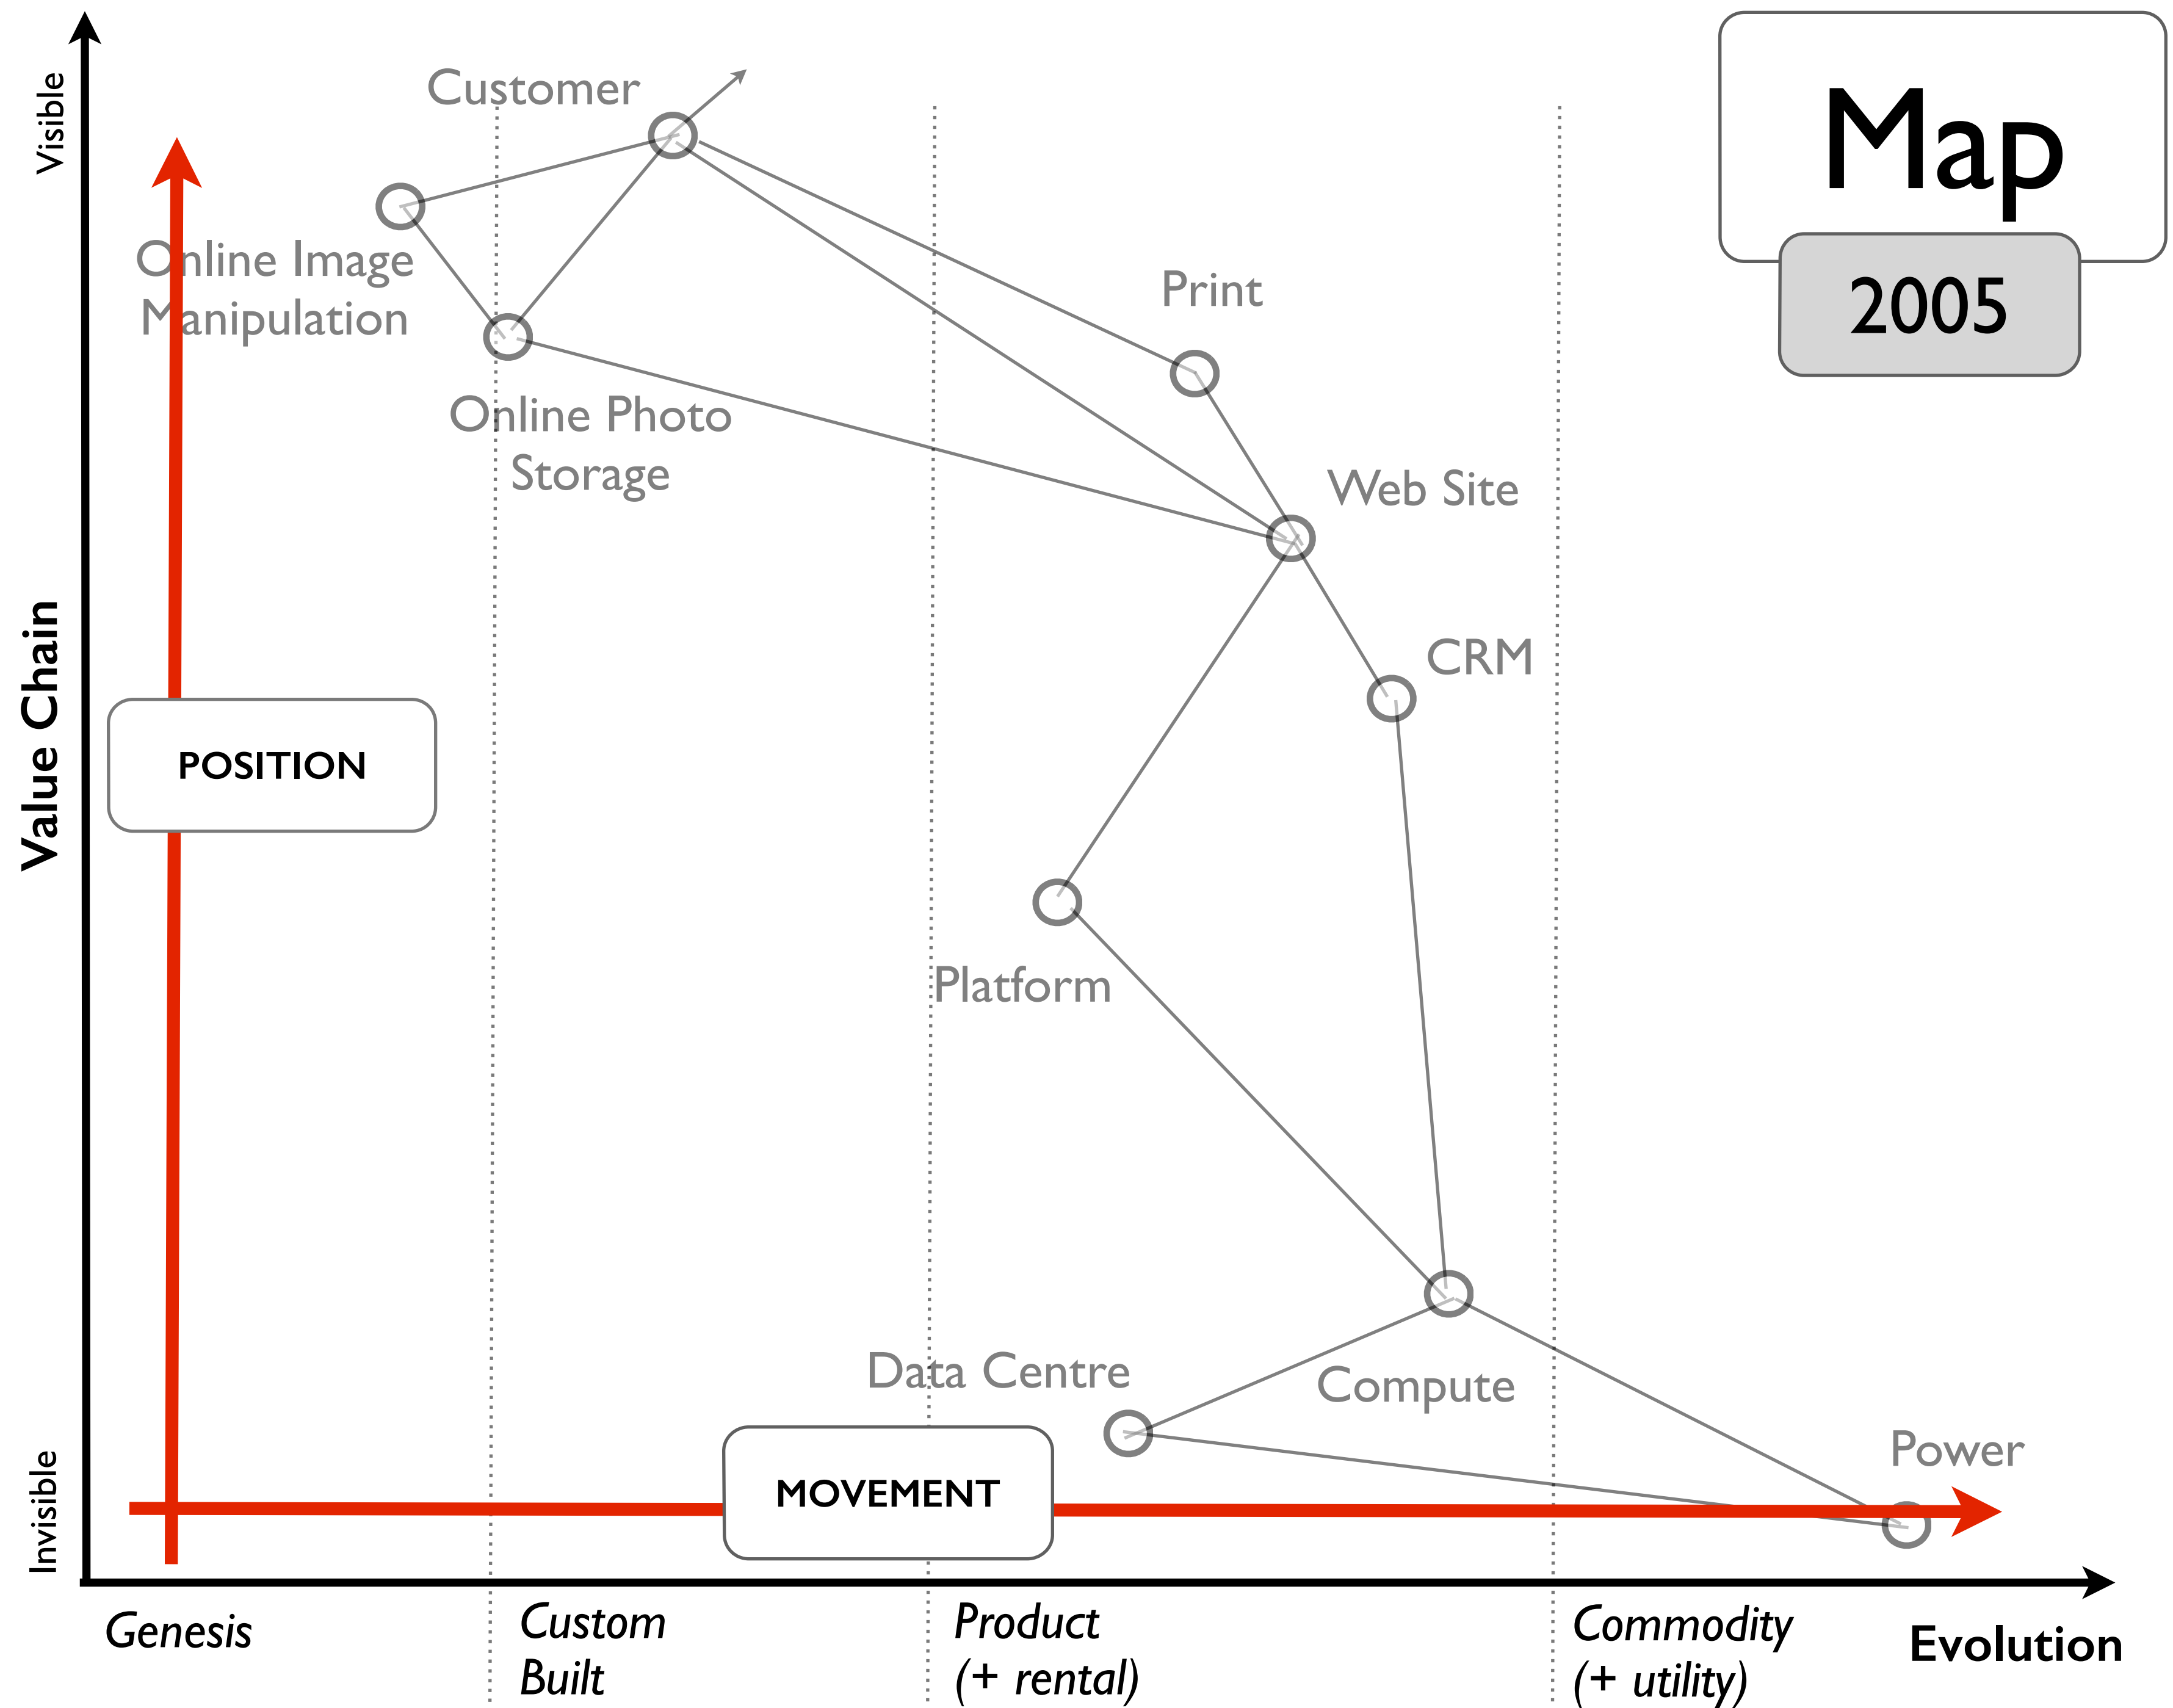 Map
2005
Visible
Value Chain
Invisible
Customer
Online Image
Manipulation
Online Photo
Storage
Print
Web Site
CRM
POSITION
Platform
Data Centre
Compute
Power
MOVEMENT
Genesis
Custom
Built
Product
(+ rental)
Commodity
(+ utility)
Evolution